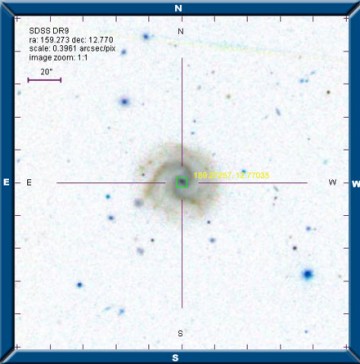 N
SDSS DR9
ra: 159.273 dec: 12.770
scale: 0.3961 arcsec/pix
image zoom: 1:1
20"
N
E
E
W
W
S
S